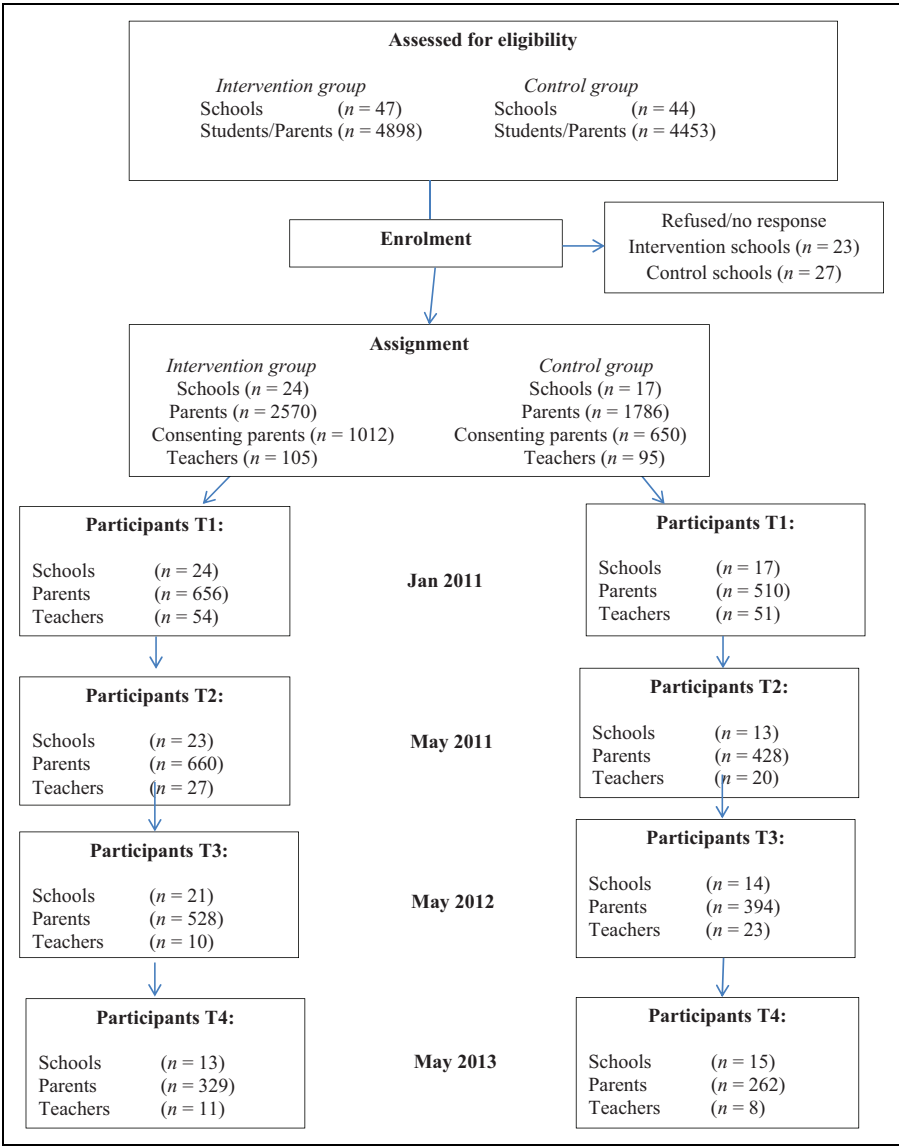 Assessed for eligibility
Intervention group
Schools (n = 47)
Students/Parents (n = 4898)
Control group
Schools (n = 44)
Students/Parents (n = 4453)
Enrolment
Refused/no response
Intervention schools (n = 23)
Control schools (n = 27)
Assignment
Intervention group
Schools (n = 24)
Parents (n = 2570)
Consenting parents (n = 1012)
Teachers (n = 105)
Control group
Schools (n = 17)
Parents (n = 1786)
Consenting parents (n = 650)
Teachers (n = 95)
Participants T1:
Schools (n = 24)
Parents (n = 656)
Teachers (n = 54)
Jan 2011
Participants T1:
Schools (n = 17)
Parents (n = 510)
Teachers (n = 51)
Participants T2:
Schools (n = 23)
Parents (n = 660)
Teachers (n = 27)
May 2011
Participants T2:
Schools (n = 13)
Parents (n = 428)
Teachers (n = 20)
Participants T3:
Schools (n = 21)
Parents (n = 528)
Teachers (n = 10)
May 2012
Participants T3:
Schools (n = 14)
Parents (n = 394)
Teachers (n = 23)
Participants T4:
Schools (n = 13)
Parents (n = 329)
Teachers (n = 11)
May 2013
Participants T4:
Schools (n = 15)
Parents (n = 262)
Teachers (n = 8)